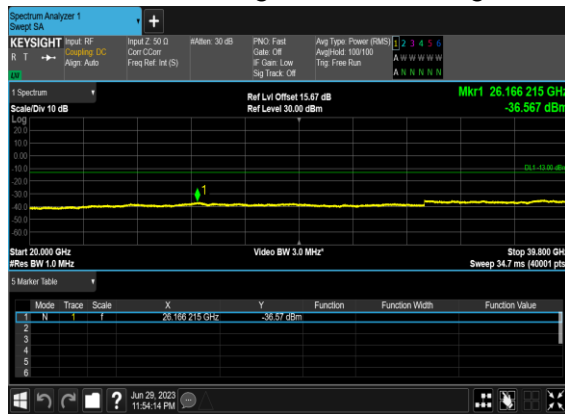 Spectrum Analyzer 1
Swept SA
KEYSIGHT Input: RF Input Z: 50 Ω #Atten: 30 dB PNO: Fast Avg Type: Power (RMS) 1 2 3 4 5 6
R T Coupling: DC Corr CCorr Gate: Off Avg|Hold: 100/100 A W W W W W
Align: Auto Freq Ref: Int (S) IF Gain: Low Trig: Free Run
LW Sig Track: Off A N N N N N
1 Spectrum Ref Lvl Offset 15.67 dB Mkr1 26.166 215 GHz
Scale/Div 10 dB Ref Level 30.00 dBm -36.567 dBm
Log
20.0
10.0
0.00
-10.0 DL1 -13.00 dBm
-20.0
-30.0 1
-40.0
-50.0
-60.0
Start 20.000 GHz Video BW 3.0 MHz* Stop 39.800 GHz
#Res BW 1.0 MHz Sweep 34.7 ms (40001 pts)
5 Marker Table
Mode Trace Scale X Y Function Function Width Function Value
1 N 1 f 26.166 215 GHz -36.57 dBm
2
3
4
5
6
? Jun 29, 2023
11:54:14 PM